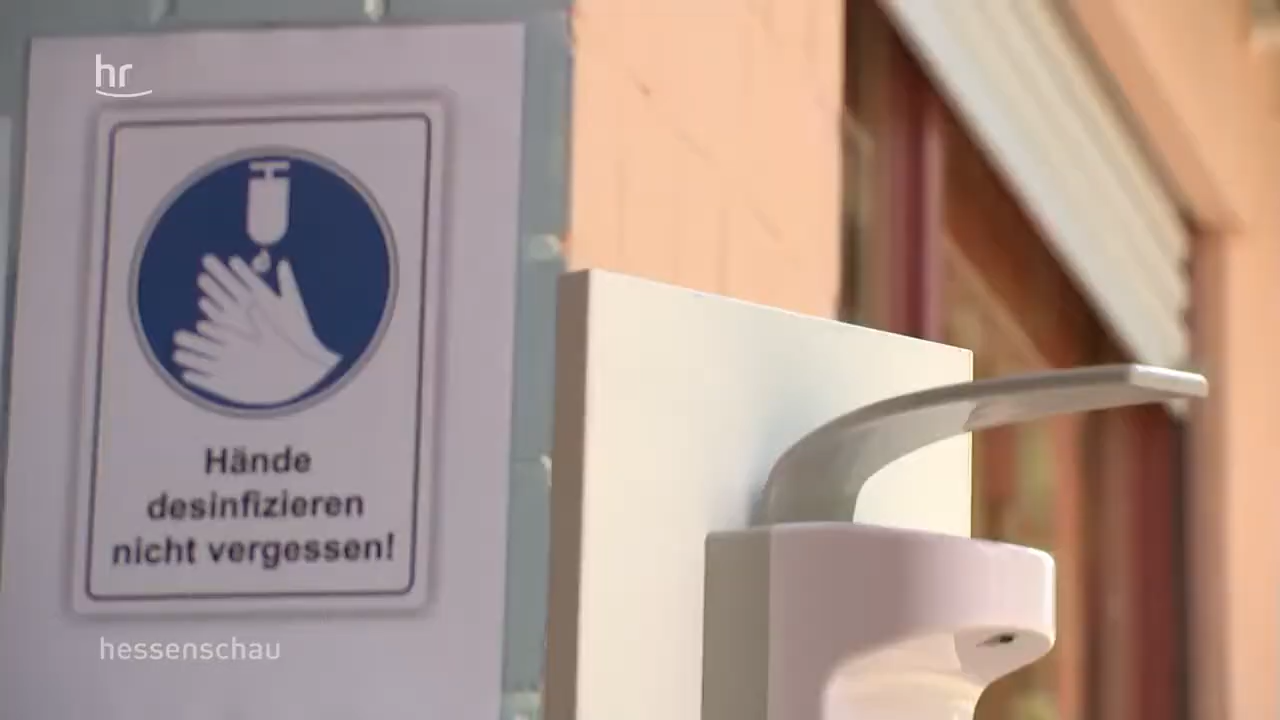 hr
Hände
desinfizieren
nicht vergessen!
hessenschau